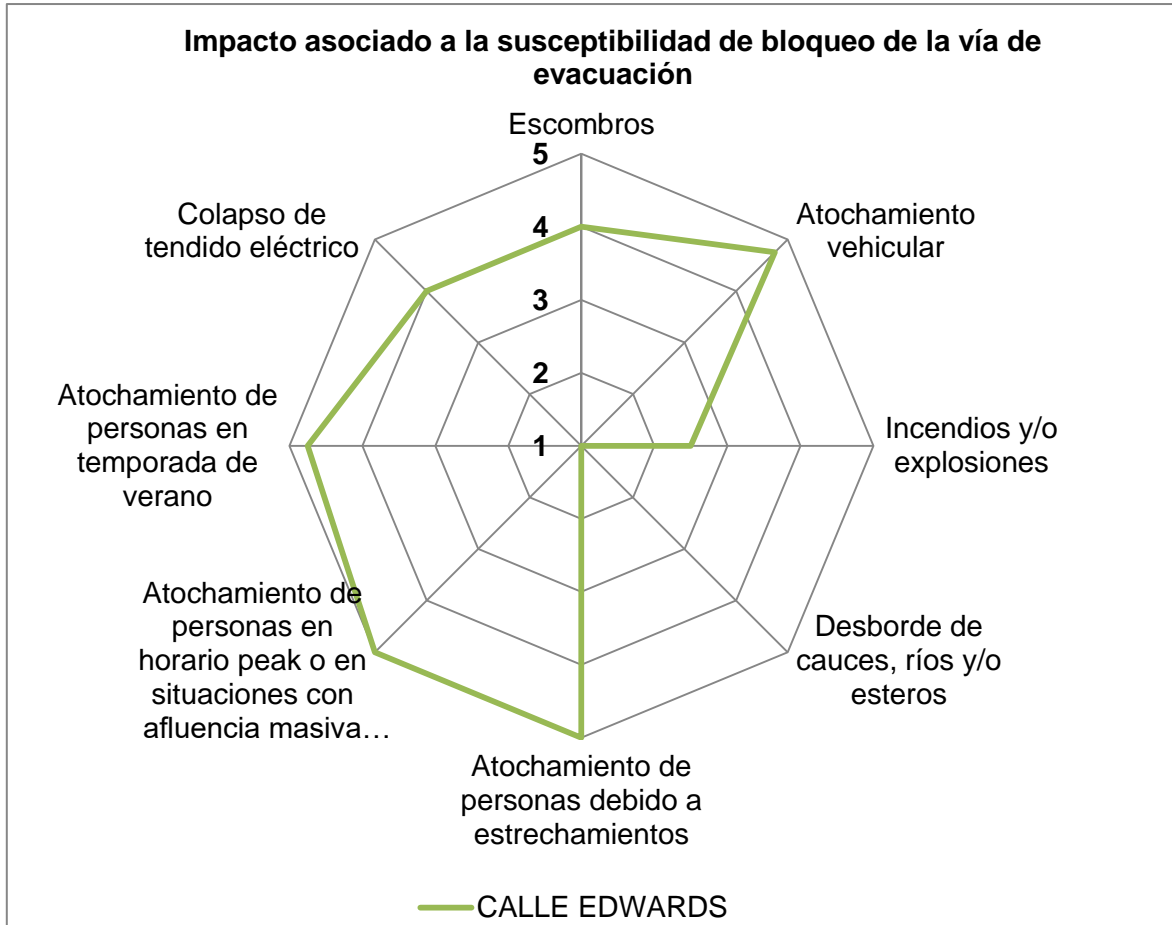 Impacto asociado a la susceptibilidad de bloqueo de la vía de
evacuación
Escombros
5
4
3
2
1
Atochamiento
vehicular
Incendios y/o
explosiones
Desborde de
cauces, ríos y/o
esteros
Atochamiento de
personas debido a
estrechamientos
Atochamiento de
personas en
horario peak o en
situaciones con
afluencia masiva…
Atochamiento de
personas en
temporada de
verano
Colapso de
tendido eléctrico
CALLE EDWARDS